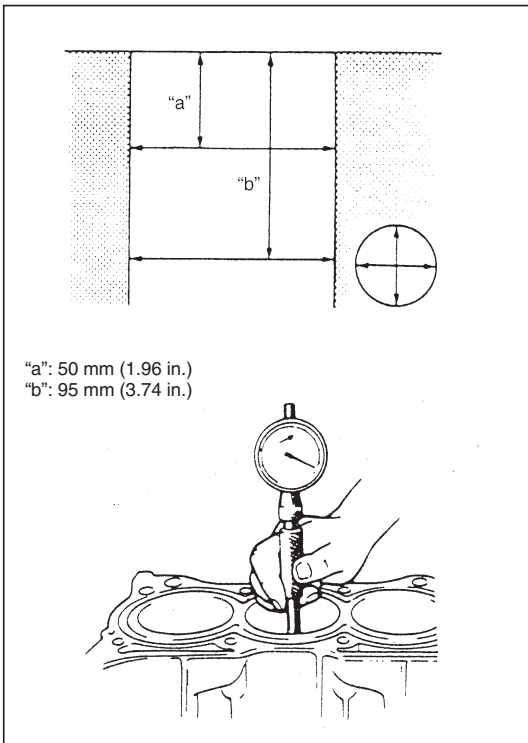 “a”
“b”
“a”: 50 mm (1.96 in.)
“b”: 95 mm (3.74 in.)